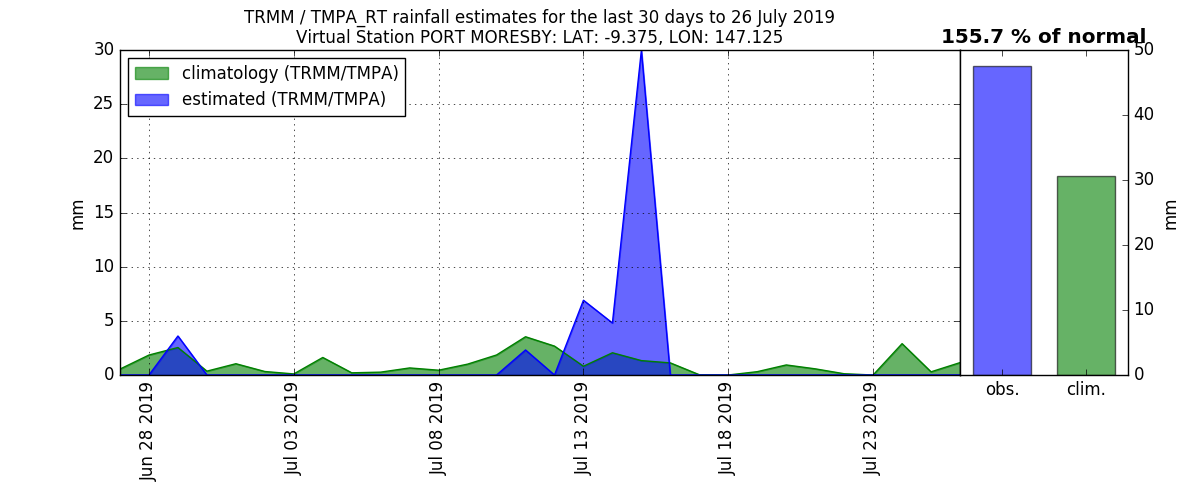 TRMM / TMPA_RT rainfall estimates for the last 30 days to 26 July 2019
Virtual Station PORT MORESBY: LAT: -9.375, LON: 147.125
155.7 % of normal
climatology (TRMM/TMPA)
estimated (TRMM/TMPA)
30
25
20
15
10
5
0
mm
Jun 28 2019
Jul 03 2019
Jul 08 2019
Jul 13 2019
Jul 18 2019
Jul 23 2019
obs.
clim.
50
40
30
20
10
0
mm